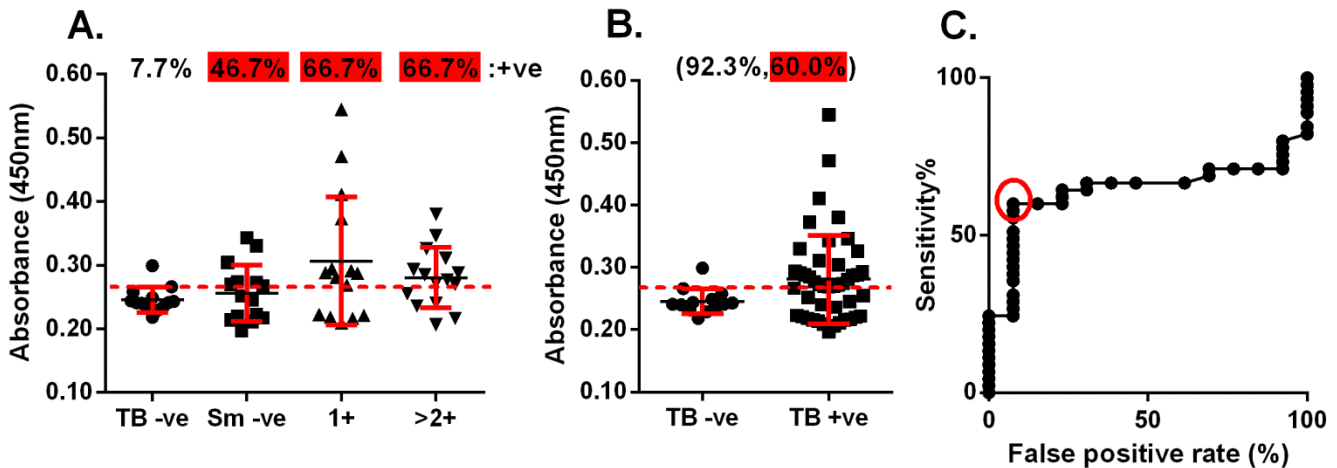 A.
7.7% 46.7% 66.7% 66.7% :+ve
0.60
0.50
0.40
0.30
0.20
0.10
Absorbance (450nm)
TB -ve Sm -ve 1+ >2+
B.
(92.3%,60.0%)
0.60
0.50
0.40
0.30
0.20
0.10
Absorbance (450nm)
TB -ve TB +ve
C.
100
50
0
Sensitivity%
0 50 100
False positive rate (%)